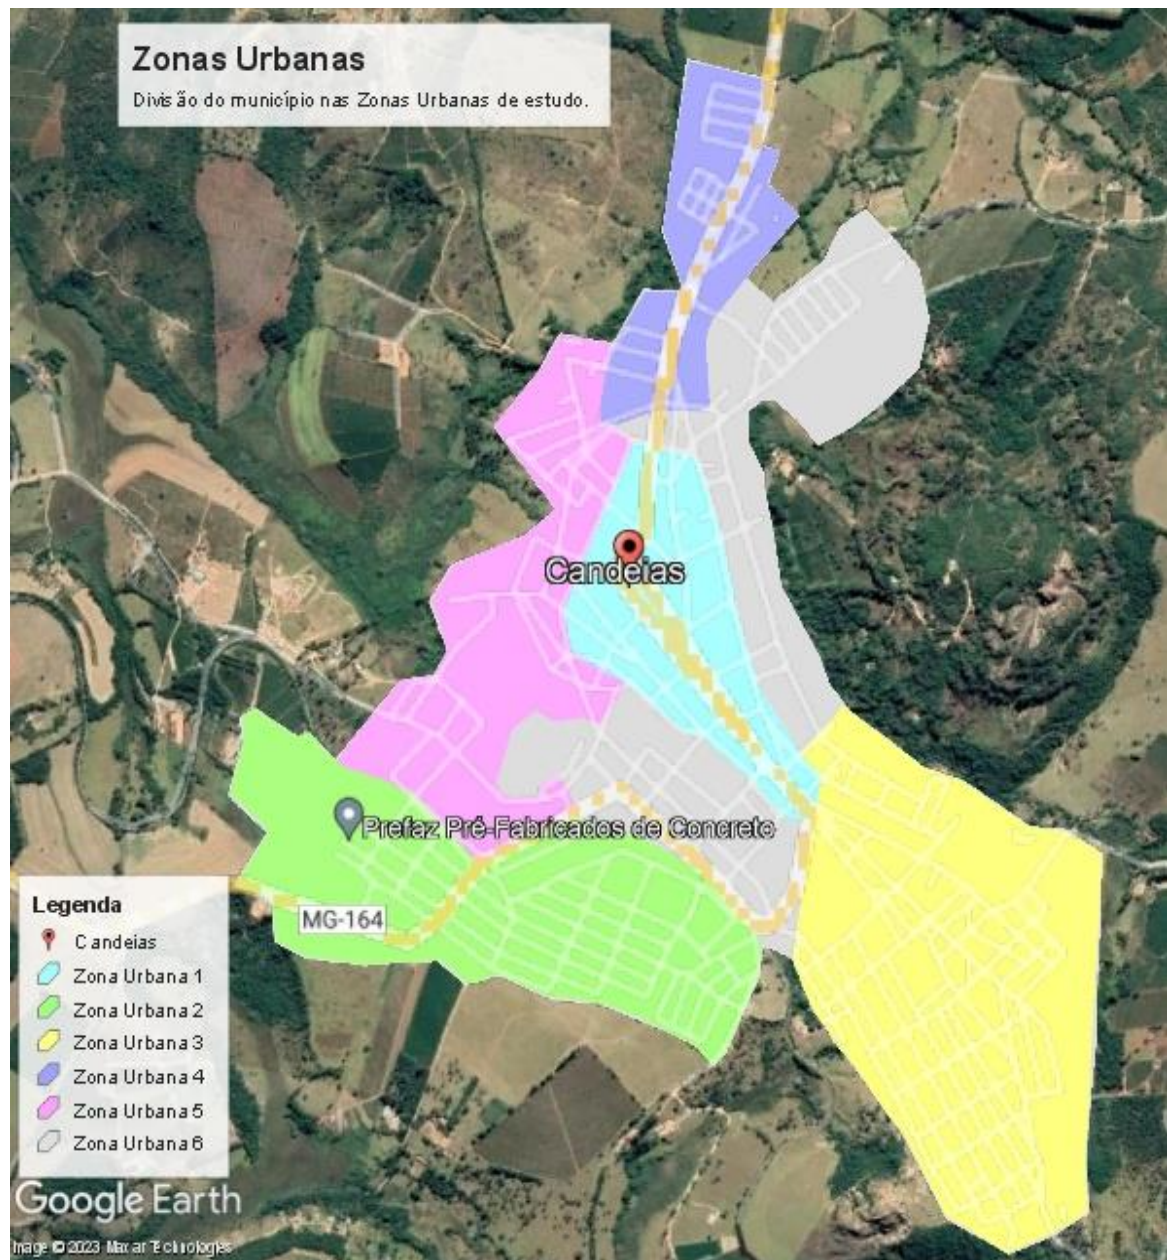 Zonas Urbanas
Divisão do município nas Zonas Urbanas de estudo.
Candeias
Prefaz Pré-Fabricados de Concreto
MG-164
Legenda
Candeias
Zona Urbana 1
Zona Urbana 2
Zona Urbana 3
Zona Urbana 4
Zona Urbana 5
Zona Urbana 6
Google Earth
Image © 2023 Maxar Technologies